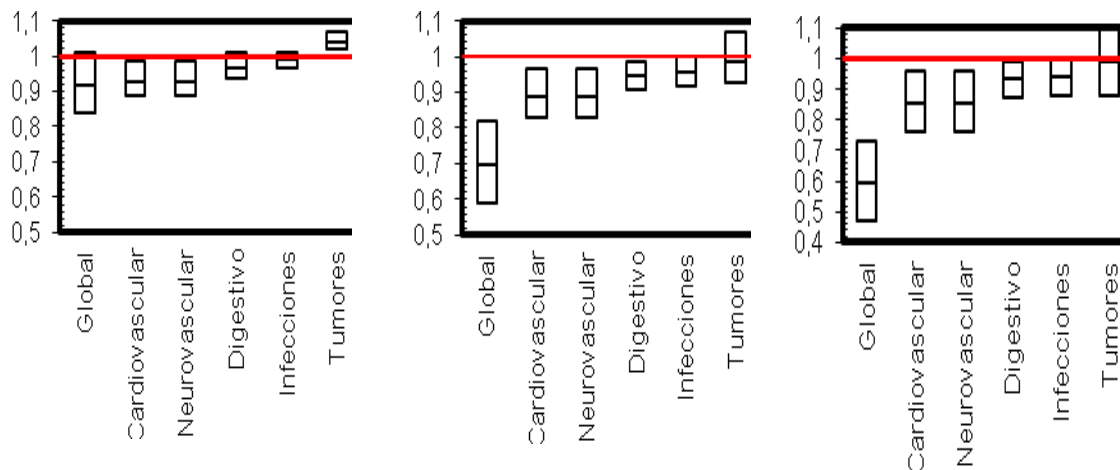 1,1
1
0,9
0,8
0,7
0,6
0,5
Global
Cardiovascular
Neurovascular
Digestivo
Infecciones
Tumores
1,1
1
0,9
0,8
0,7
0,6
0,5
Global
Cardiovascular
Neurovascular
Digestivo
Infecciones
Tumores
1,1
1
0,9
0,8
0,7
0,6
0,5
0,4
Global
Cardiovascular
Neurovascular
Digestivo
Infecciones
Tumores